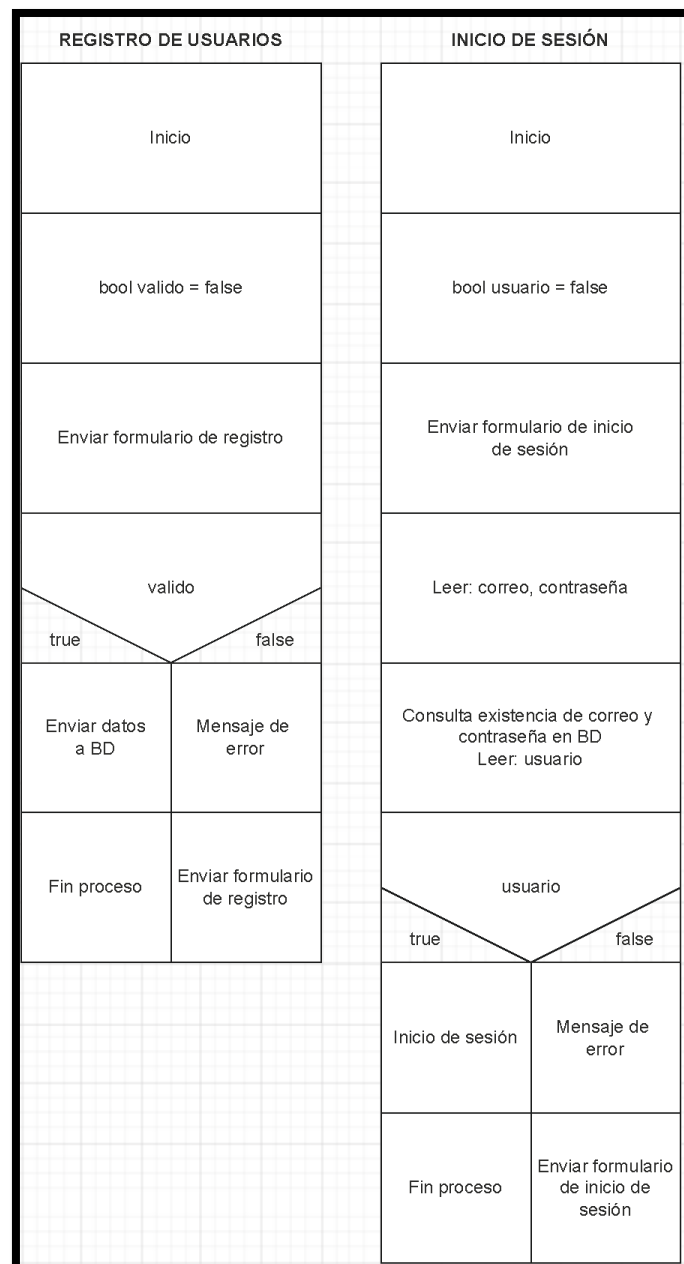 REGISTRO DE USUARIOS
Inicio
bool valido = false
Enviar formulario de registro
valido
true
false
Enviar datos
a BD
Mensaje de
error
Fin proceso
Enviar formulario
de registro
INICIO DE SESIÓN
Inicio
bool usuario = false
Enviar formulario de inicio
de sesión
Leer: correo, contraseña
Consulta existencia de correo y
contraseña en BD
Leer: usuario
usuario
true
false
Inicio de sesión
Mensaje de
error
Fin proceso
Enviar formulario
de inicio de
sesión